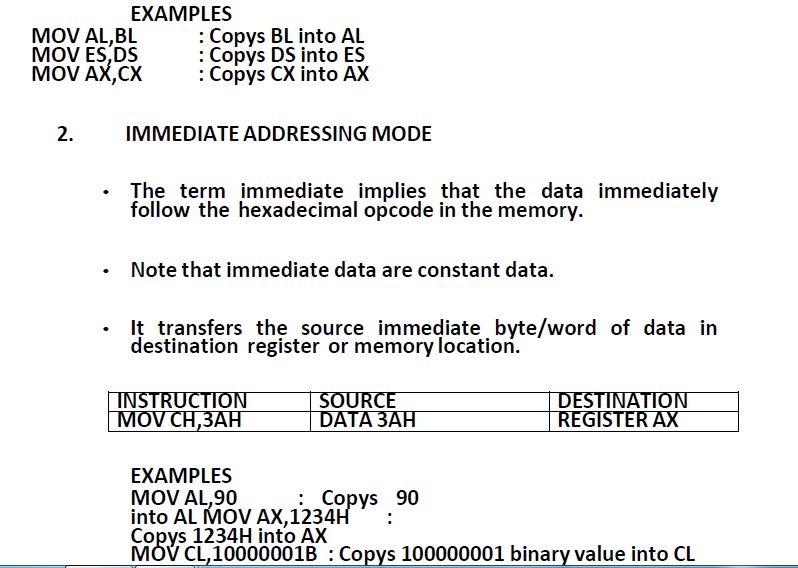 EXAMPLES
MOV AL,BL : Copys BL into AL
MOV ES,DS : Copys DS into ES
MOV AX,CX : Copys CX into AX
2. IMMEDIATE ADDRESSING MODE
• The term immediate implies that the data immediately
follow the hexadecimal opcode in the memory.
• Note that immediate data are constant data.
• It transfers the source immediate byte/word of data in
destination register or memory location.
INSTRUCTION SOURCE DESTINATION
MOV CH,3AH DATA 3AH REGISTER AX
EXAMPLES
MOV AL,90 : Copys 90
into AL MOV AX,1234H :
Copys 1234H into AX
MOV CL,10000001B : Copys 100000001 binary value into CL